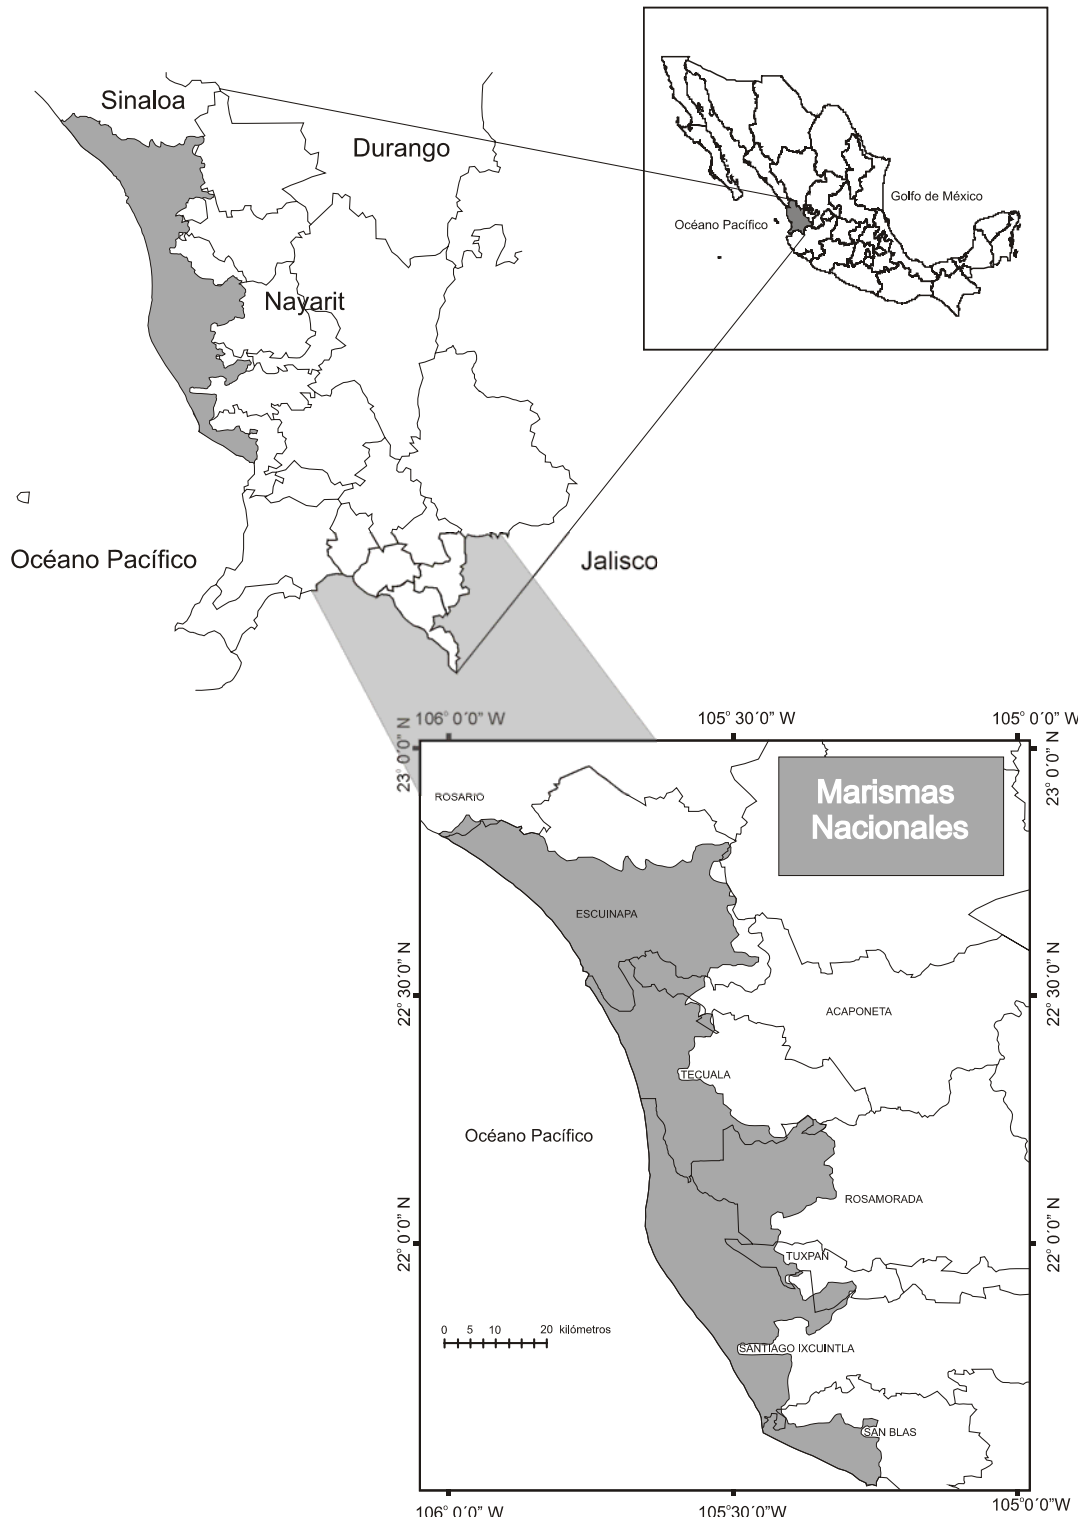 Sinaloa
Durango
Golfo de México
Océano Pacífico
Nayarit
Océano Pacífico
Jalisco
106° 0´0” W
105° 30´0” W
105° 0´0” W
23° 0´0” N
23° 0´0” N
Marismas
Nacionales
ROSARIO
ESCUINAPA
22° 30´0” N
22° 30´0” N
ACAPONETA
TECUALA
Océano Pacífico
ROSAMORADA
22° 0´0” N
22° 0´0” N
TUXPAN
0 5 10 20 kilómetros
SANTIAGO IXCUINTLA
SAN BLAS
106° 0´0” W
105° 30´0”W
105°0´0”W